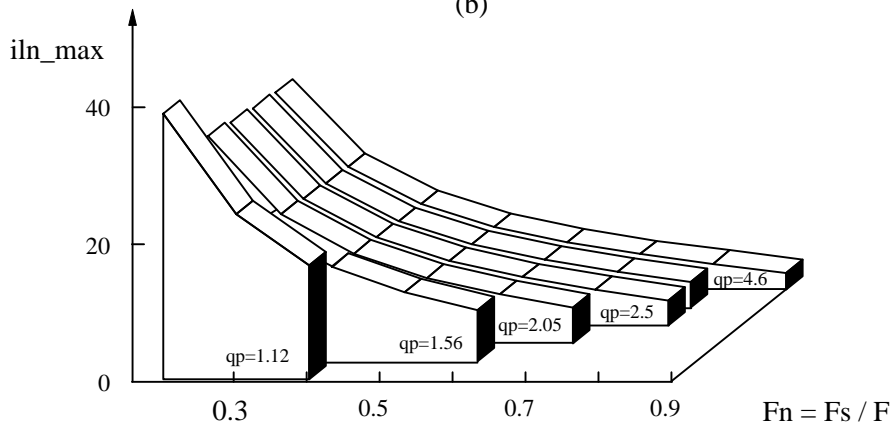 (b)
iln_max
40
20
0
qp=1.12
qp=1.56
qp=2.05
qp=2.5
qp=4.6
0.3
0.5
0.7
0.9
Fn = Fs / F